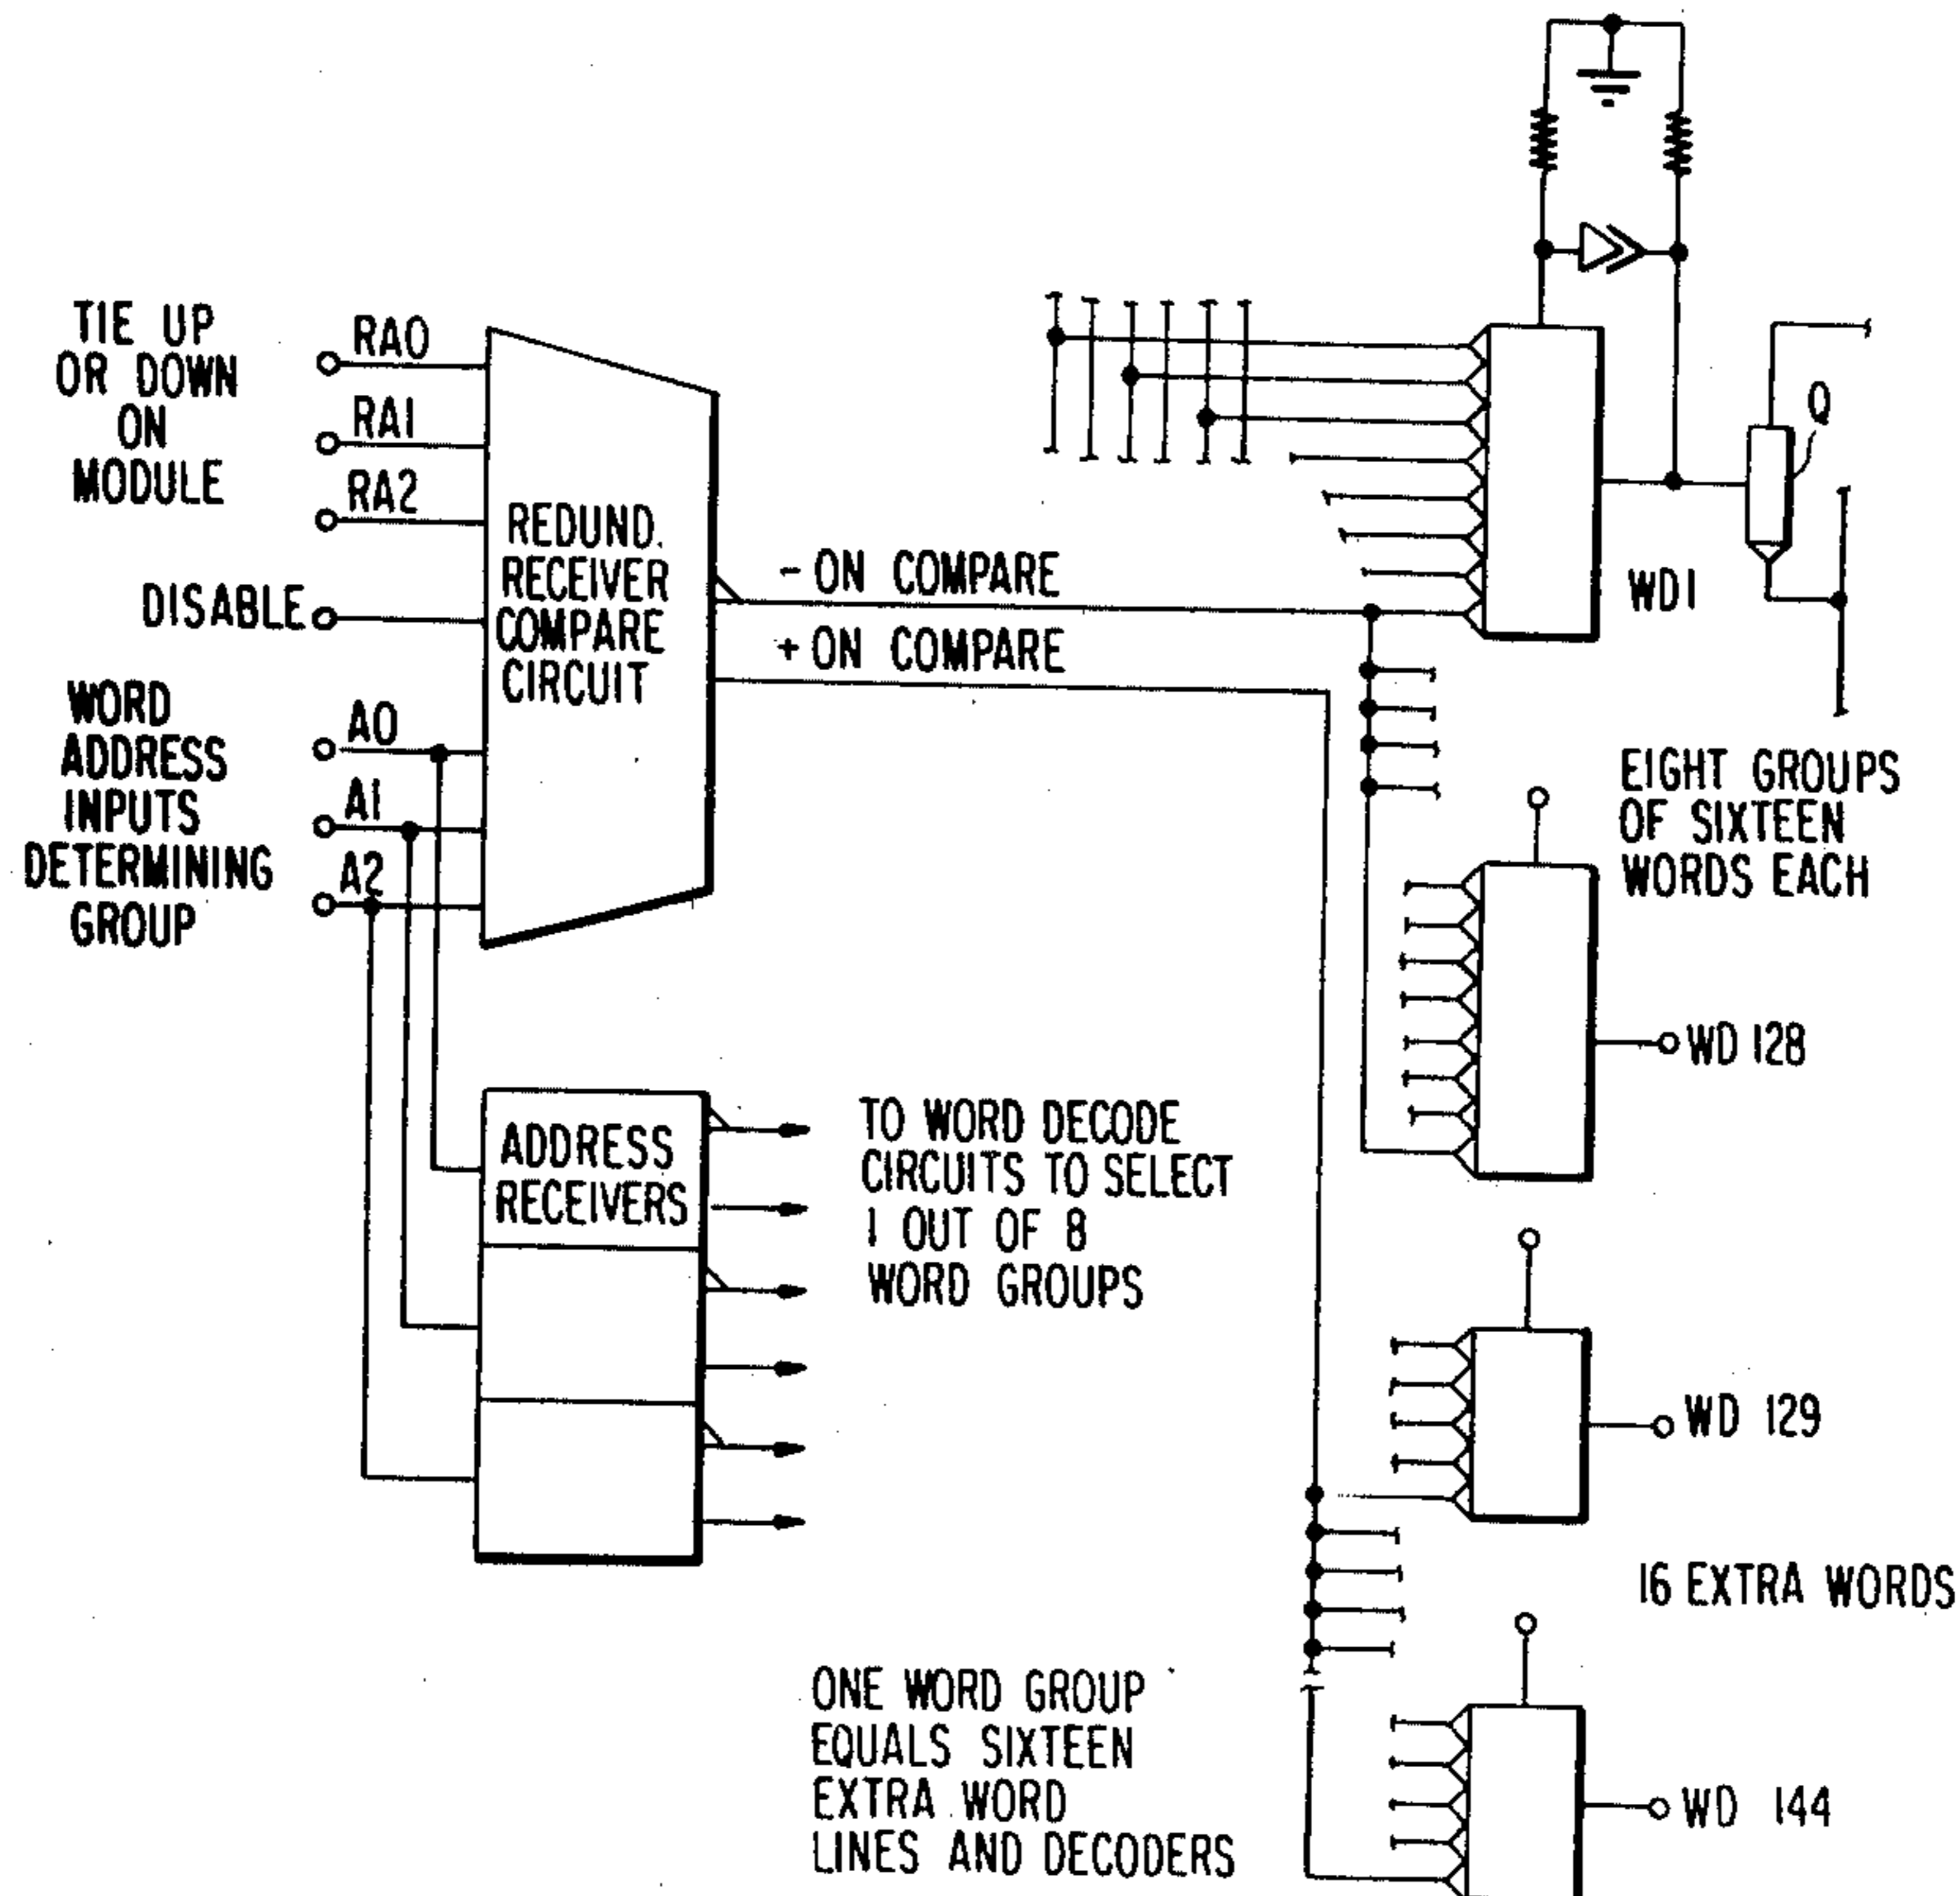 TIE UP
OR DOWN
ON
MODULE
RA0
RA1
RA2
DISABLE
WORD
ADDRESS
INPUTS
DETERMINING
GROUP
A0
A1
A2
REDUND.
RECEIVER
COMPARE
CIRCUIT
- ON COMPARE
+ ON COMPARE
Q
WD1
EIGHT GROUPS
OF SIXTEEN
WORDS EACH
WD 128
ADDRESS
RECEIVERS
TO WORD DECODE
CIRCUITS TO SELECT
1 OUT OF 8
WORD GROUPS
WD 129
16 EXTRA WORDS
ONE WORD GROUP
EQUALS SIXTEEN
EXTRA WORD
LINES AND DECODERS
WD 144